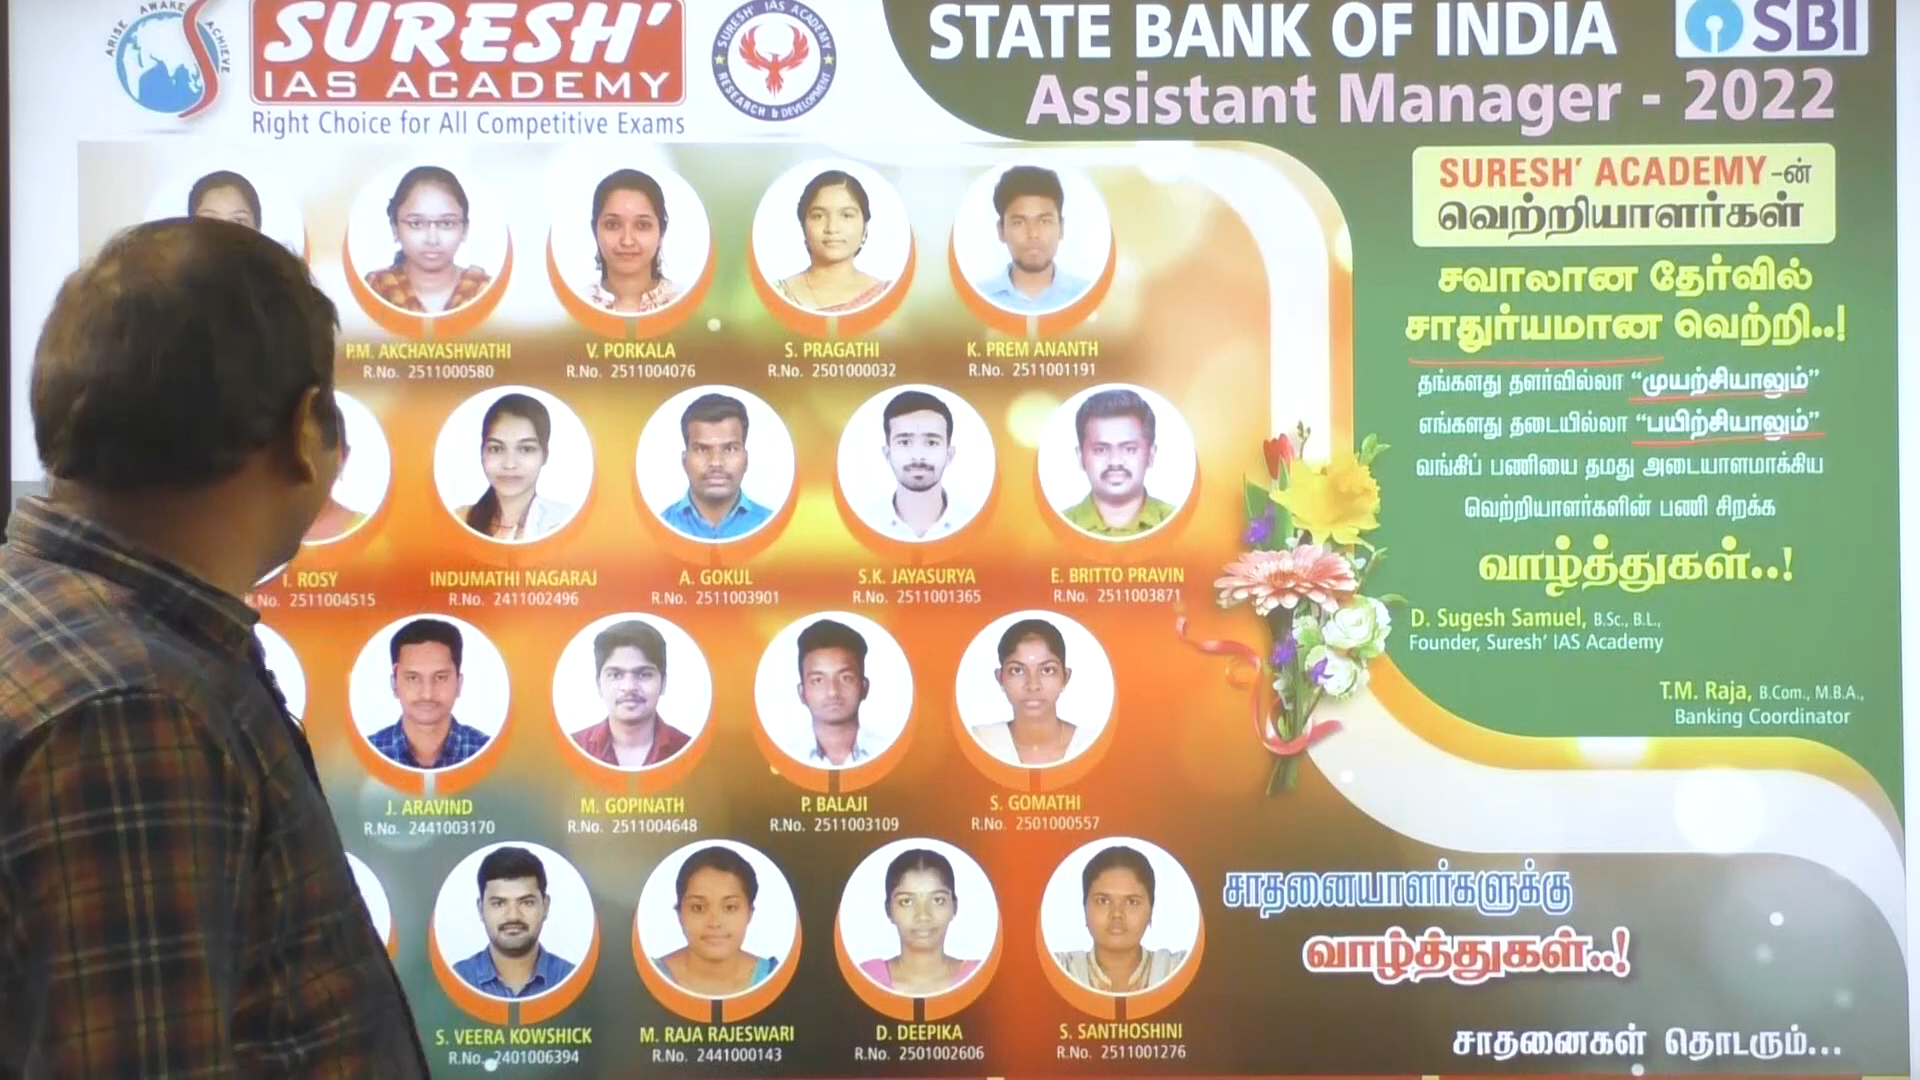 ARISE AWAKE ACHIEVE
SURESH'
IAS ACADEMY
Right Choice for All Competitive Exams
SURESH' IAS ACADEMY
RESEARCH & DEVELOPMENT
STATE BANK OF INDIA
SBI
Assistant Manager - 2022
SURESH' ACADEMY-ன்
வெற்றியாளர்கள்
சவாலான தேர்வில்
சாதுர்யமான வெற்றி..!
தங்களது தளர்வில்லா “முயற்சியாலும்”
எங்களது தடையில்லா “பயிற்சியாலும்”
வங்கிப் பணியை தமது அடையாளமாக்கிய
வெற்றியாளர்களின் பணி சிறக்க
வாழ்த்துகள்..!
D. Sugesh Samuel, B.Sc., B.L.,
Founder, Suresh' IAS Academy
T.M. Raja, B.Com., M.B.A.,
Banking Coordinator
P.M. AKCHAYASHWATHI
R.No. 2511000580
V. PORKALA
R.No. 2511004076
S. PRAGATHI
R.No. 2501000032
K. PREM ANANTH
R.No. 2511001191
I. ROSY
R.No. 2511004515
INDUMATHI NAGARAJ
R.No. 2411002496
A. GOKUL
R.No. 2511003901
S.K. JAYASURYA
R.No. 2511001365
E. BRITTO PRAVIN
R.No. 2511003871
J. ARAVIND
R.No. 2441003170
M. GOPINATH
R.No. 2511004648
P. BALAJI
R.No. 2511003109
S. GOMATHI
R.No. 2501000557
S. VEERA KOWSHICK
R.No. 2401006394
M. RAJA RAJESWARI
R.No. 2441000143
D. DEEPIKA
R.No. 2501002606
S. SANTHOSHINI
R.No. 2511001276
சாதனையாளர்களுக்கு
வாழ்த்துகள்..!
சாதனைகள் தொடரும்...